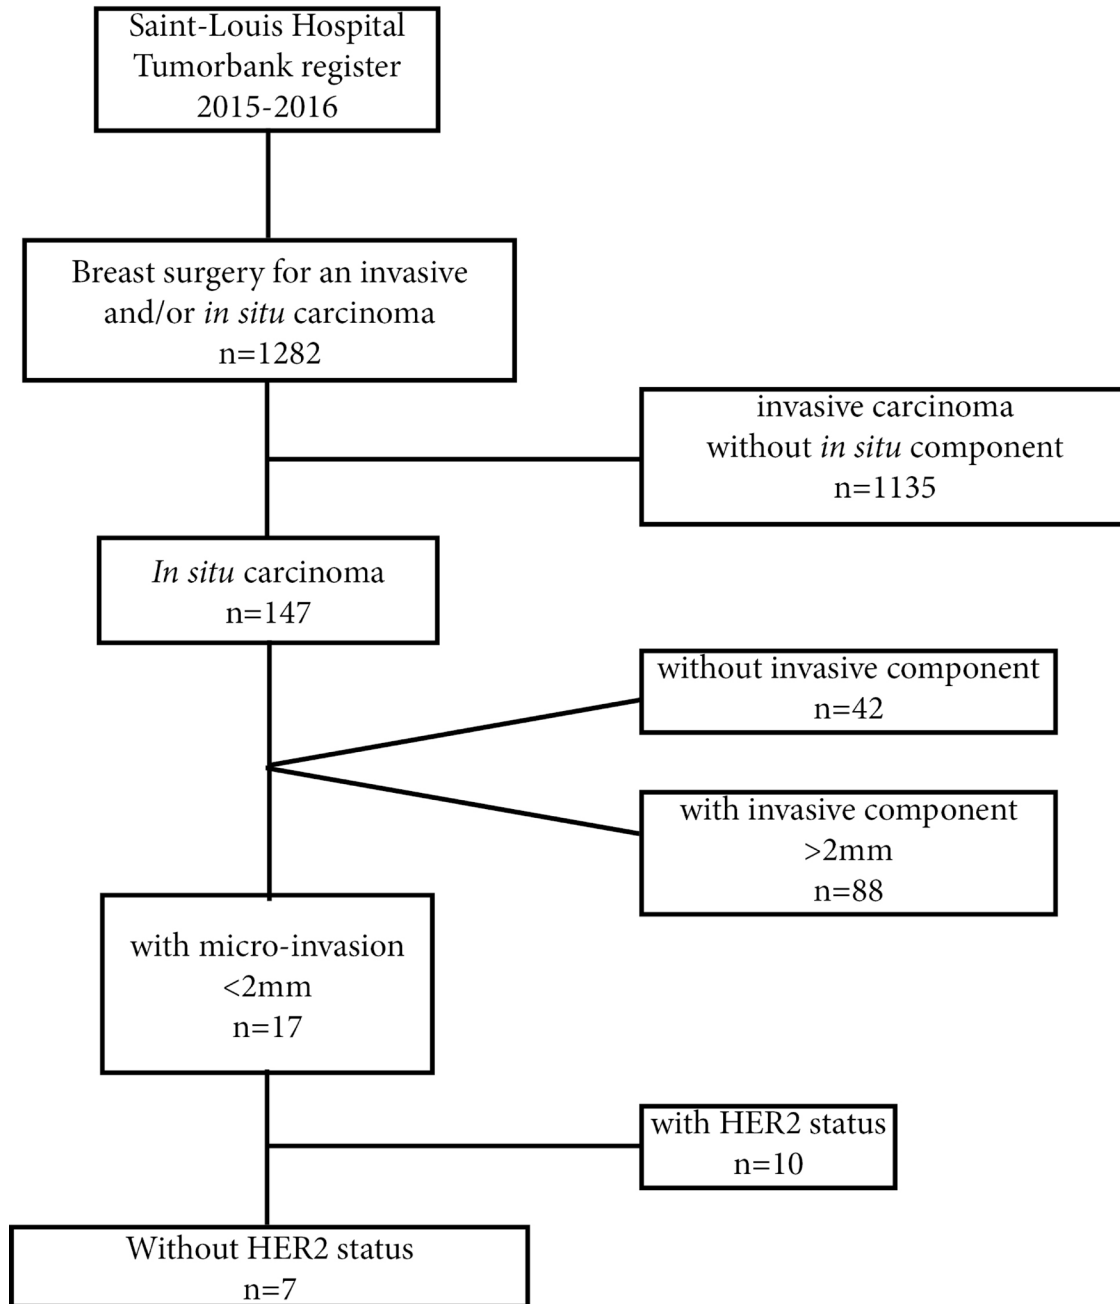 Saint-Louis Hospital
Tumorbank register
2015-2016
Breast surgery for an invasive
and/or in situ carcinoma
n=1282
invasive carcinoma
without in situ component
n=1135
In situ carcinoma
n=147
without invasive component
n=42
with invasive component
>2mm
n=88
with micro-invasion
<2mm
n=17
with HER2 status
n=10
Without HER2 status
n=7